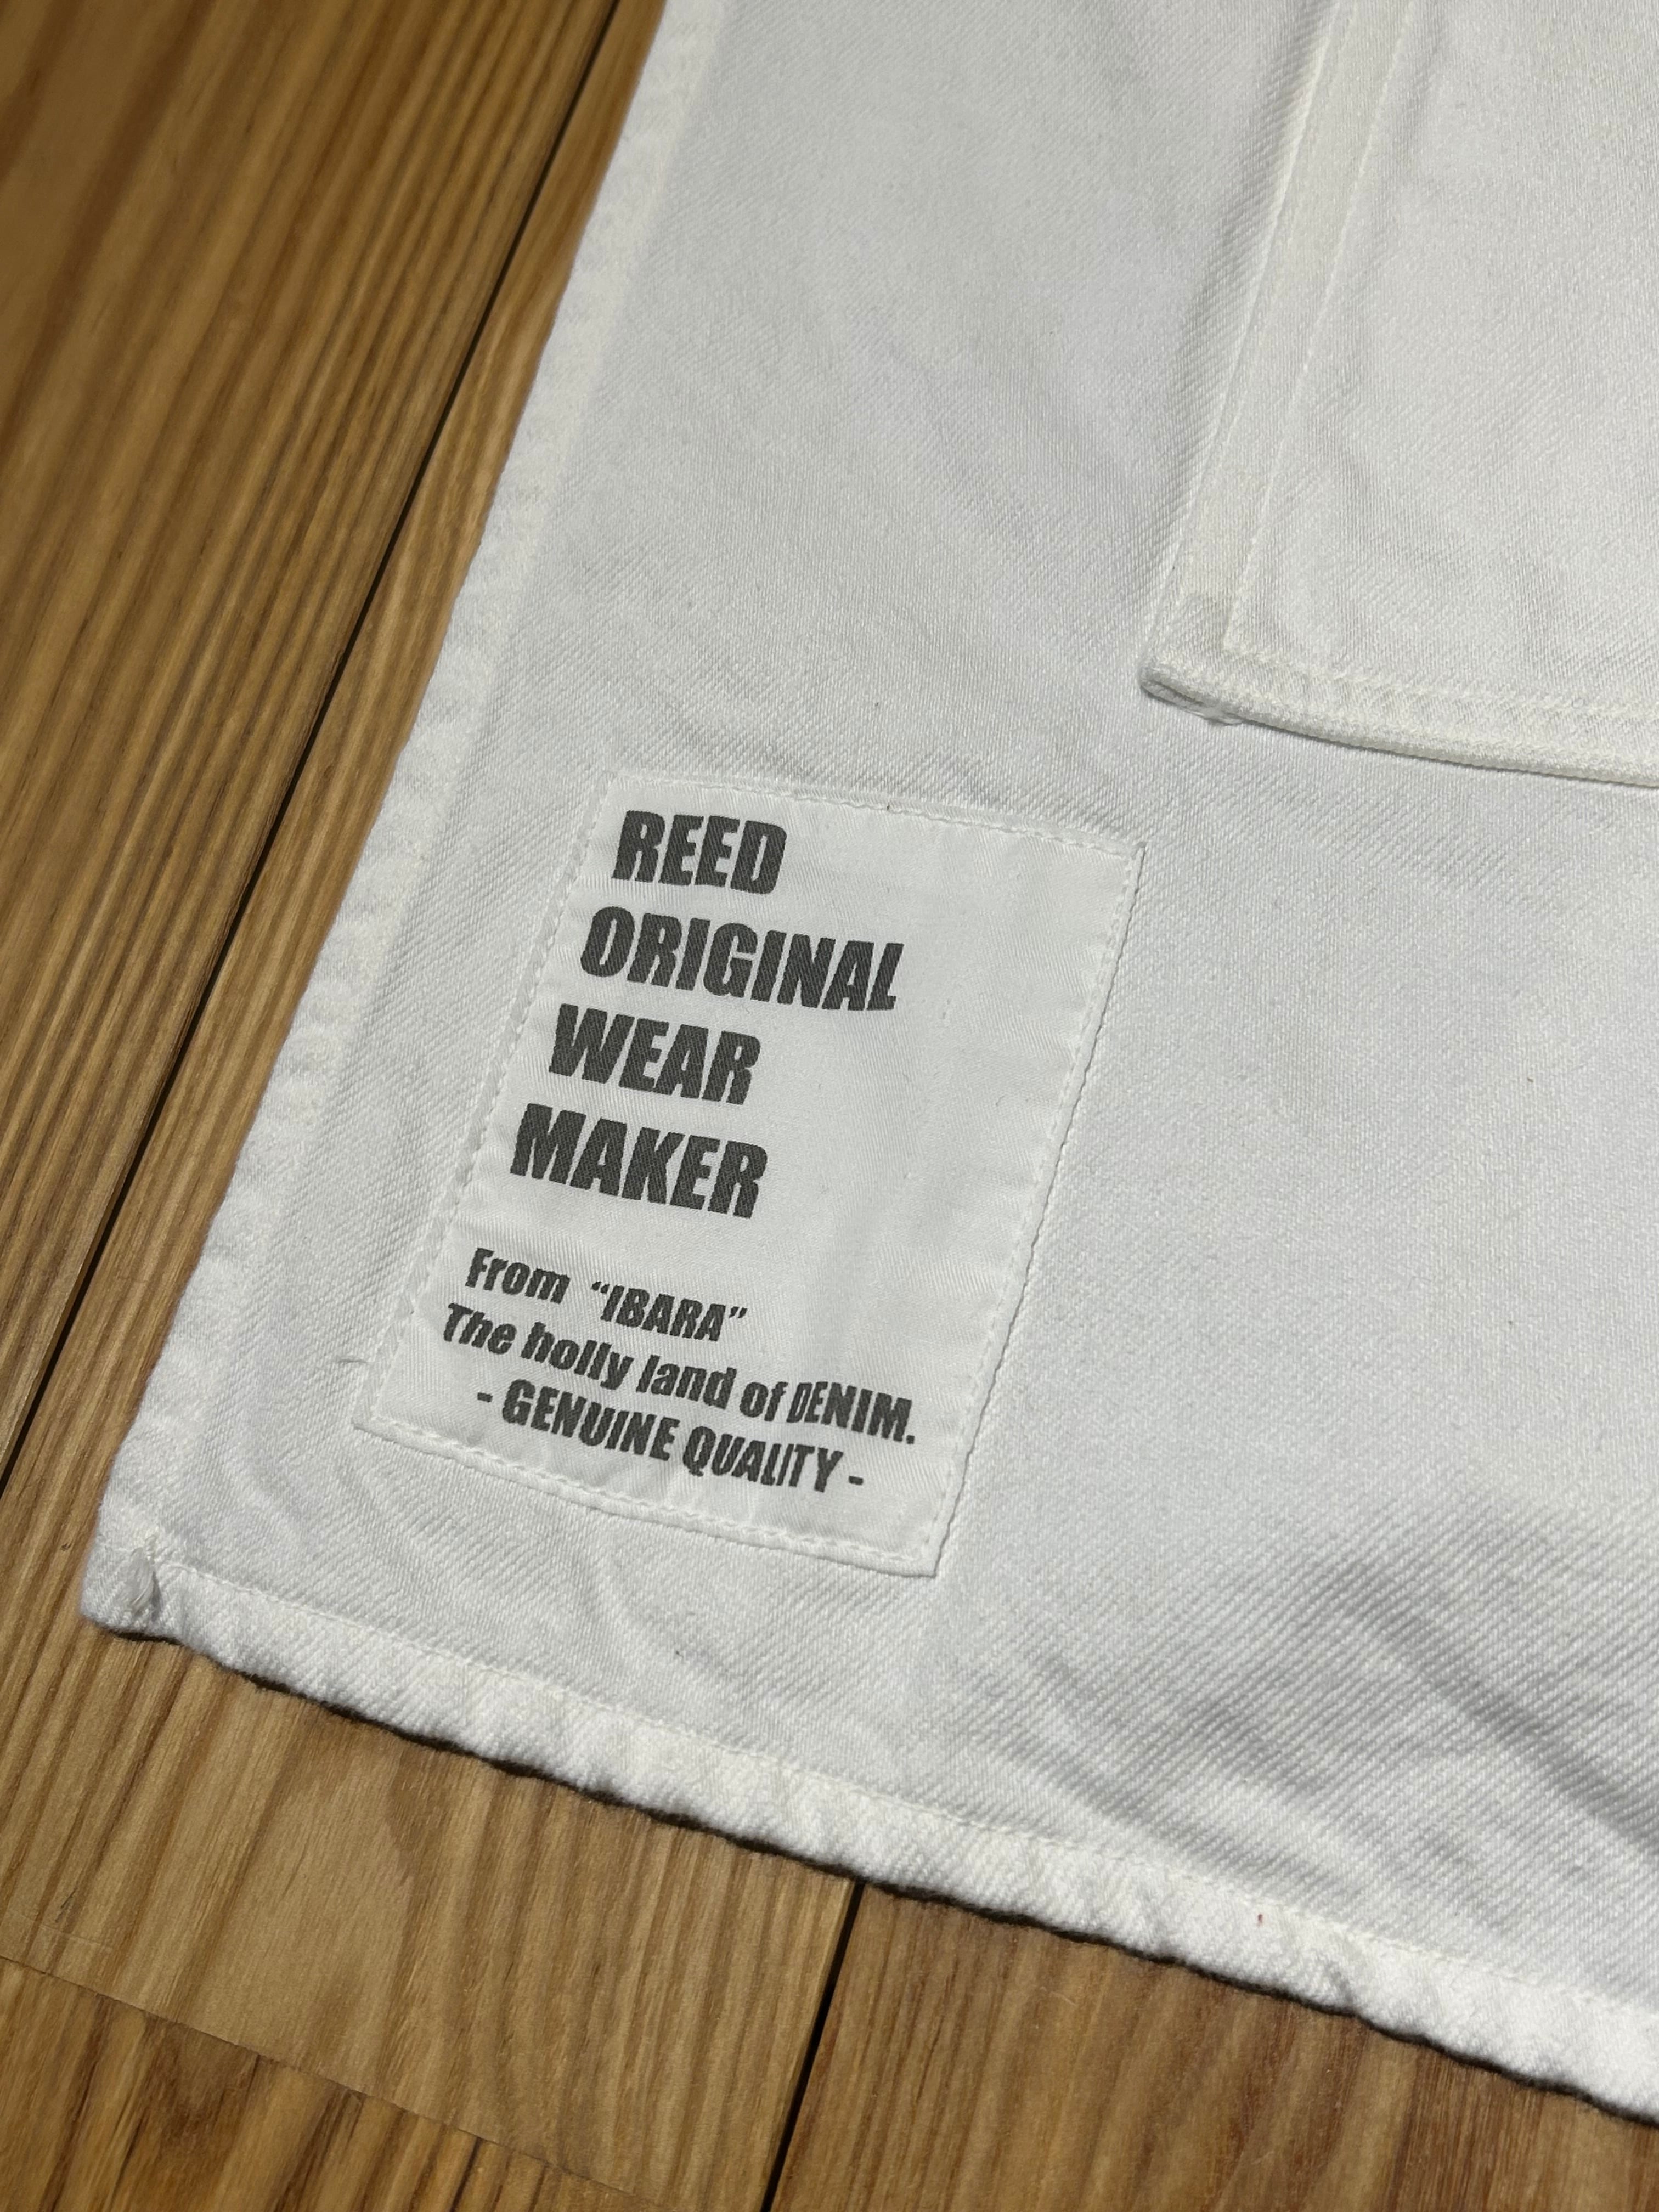 REED
ORIGINAL
WEAR
MAKER
From “IBARA”
The holly land of DENIM.
- GENUINE QUALITY -